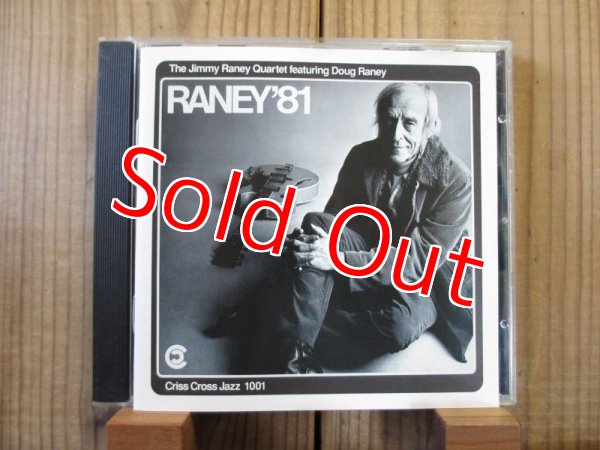 The Jimmy Raney Quartet featuring Doug Raney
RANEY'81
Sold Out
Criss Cross Jazz 1001